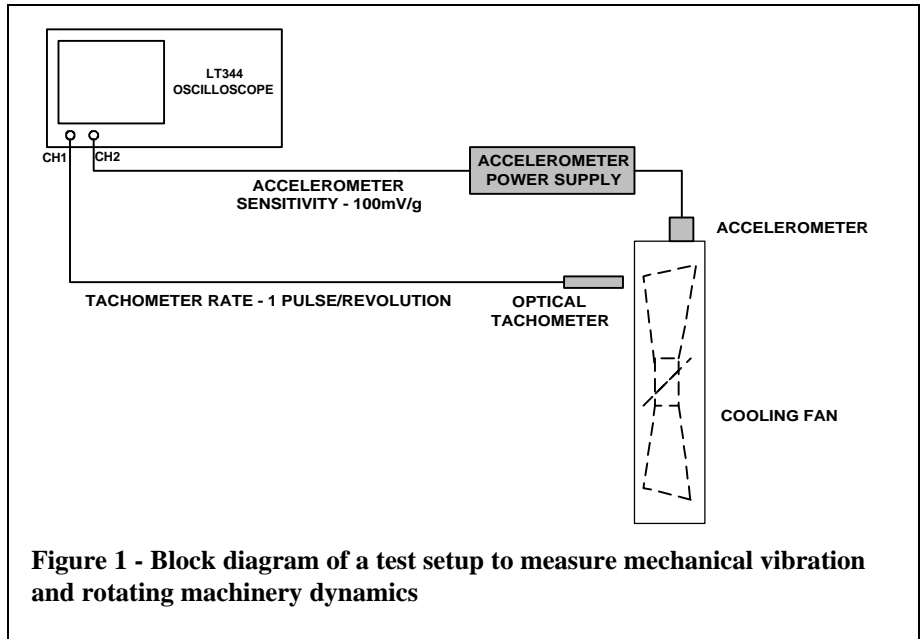 LT344
OSCILLOSCOPE
CH1
CH2
ACCELEROMETER
POWER SUPPLY
ACCELEROMETER
SENSITIVITY - 100mV/g
ACCELEROMETER
TACHOMETER RATE - 1 PULSE/REVOLUTION
OPTICAL
TACHOMETER
COOLING FAN
Figure 1 - Block diagram of a test setup to measure mechanical vibration
and rotating machinery dynamics